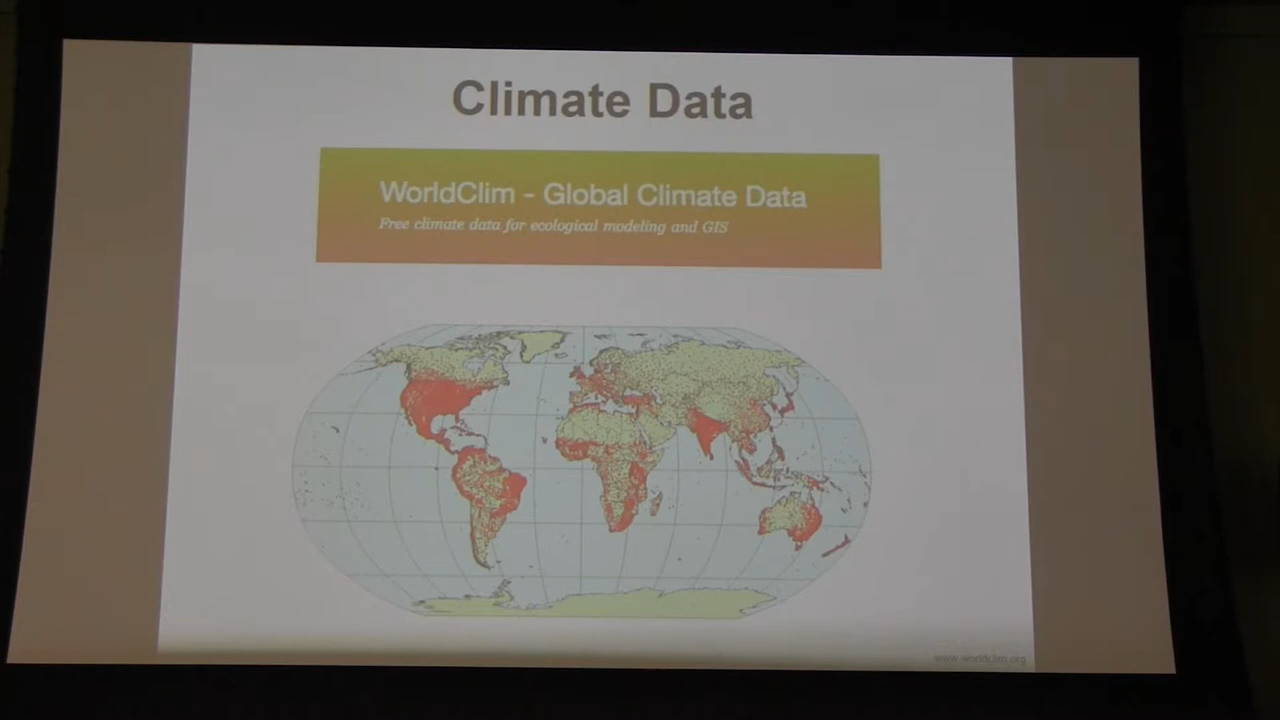 Climate Data
WorldClim - Global Climate Data
Free climate data for ecological modeling and GIS
www.worldclim.org